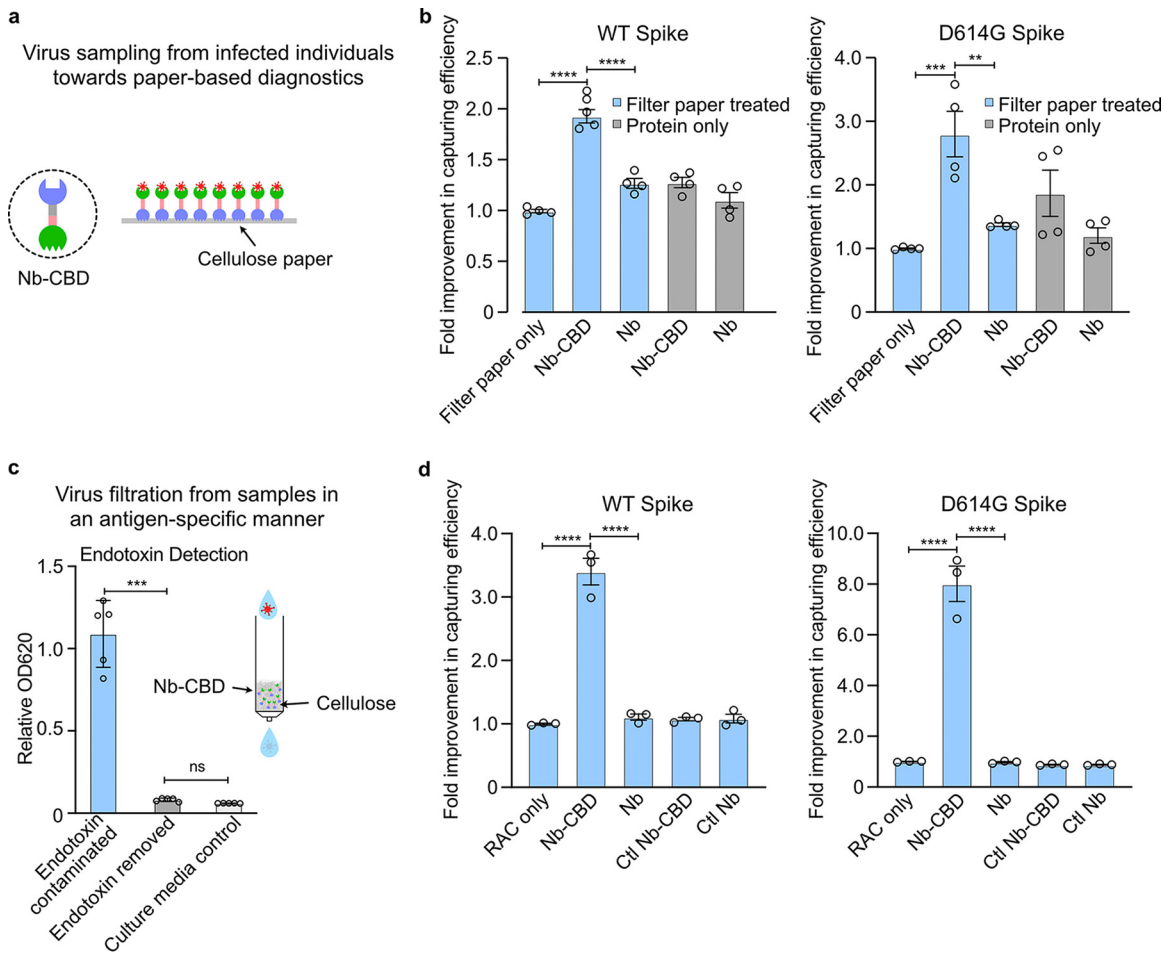 a
Virus sampling from infected individuals
towards paper-based diagnostics
Nb-CBD
Cellulose paper
b
WT Spike
Fold improvement in capturing efficiency
2.5
2.0
1.5
1.0
0.5
0
****
****
Filter paper treated
Protein only
Filter paper only
Nb-CBD
Nb
Nb-CBD
Nb
D614G Spike
Fold improvement in capturing efficiency
4.0
3.0
2.0
1.0
0
***
**
Filter paper treated
Protein only
Filter paper only
Nb-CBD
Nb
Nb-CBD
Nb
c
Virus filtration from samples in
an antigen-specific manner
Endotoxin Detection
Relative OD620
1.5
1.0
0.5
0
***
ns
Nb-CBD
Cellulose
Endotoxin
contaminated
Endotoxin removed
Culture media control
d
WT Spike
Fold improvement in capturing efficiency
4.0
3.0
4.0
1.0
0
****
****
RAC only
Nb-CBD
Nb
Ctl Nb-CBD
Ctl Nb
D614G Spike
Fold improvement in capturing efficiency
10.0
8.0
6.0
4.0
2.0
0
****
****
RAC only
Nb-CBD
Nb
Ctl Nb-CBD
Ctl Nb